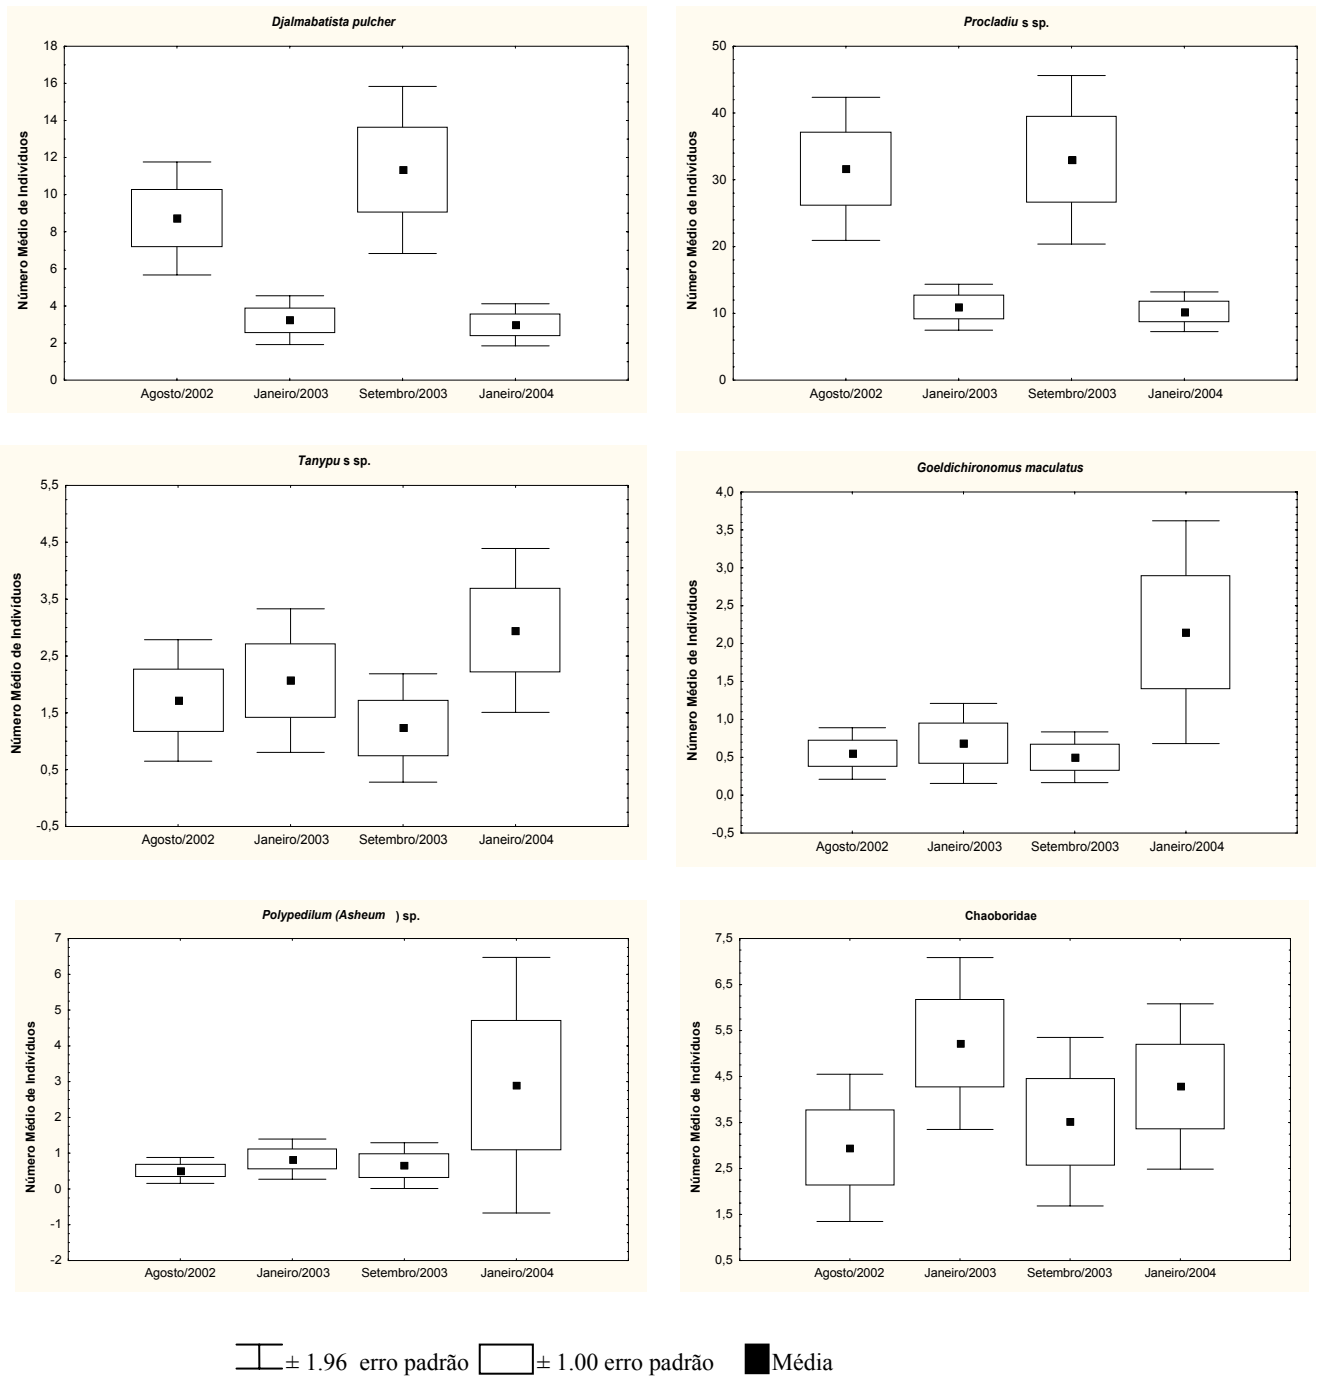 Djalmabatista pulcher
Número Médio de Indivíduos
18
16
14
12
10
8
6
4
2
0
Agosto/2002 Janeiro/2003 Setembro/2003 Janeiro/2004
Procladiu s sp.
Número Médio de Indivíduos
50
40
30
20
10
0
Agosto/2002 Janeiro/2003 Setembro/2003 Janeiro/2004
Tanypu s sp.
Número Médio de Indivíduos
5,5
4,5
3,5
2,5
1,5
0,5
-0,5
Agosto/2002 Janeiro/2003 Setembro/2003 Janeiro/2004
Goeldichironomus maculatus
Número Médio de Indivíduos
4,0
3,5
3,0
2,5
2,0
1,5
1,0
0,5
0,0
-0,5
Agosto/2002 Janeiro/2003 Setembro/2003 Janeiro/2004
Polypedilum (Asheum ) sp.
Número Médio de Indivíduos
7
6
5
4
3
2
1
0
-1
-2
Agosto/2002 Janeiro/2003 Setembro/2003 Janeiro/2004
Chaoboridae
Número Médio de Indivíduos
7,5
6,5
5,5
4,5
3,5
2,5
1,5
0,5
Agosto/2002 Janeiro/2003 Setembro/2003 Janeiro/2004
± 1.96 erro padrão ± 1.00 erro padrão Média